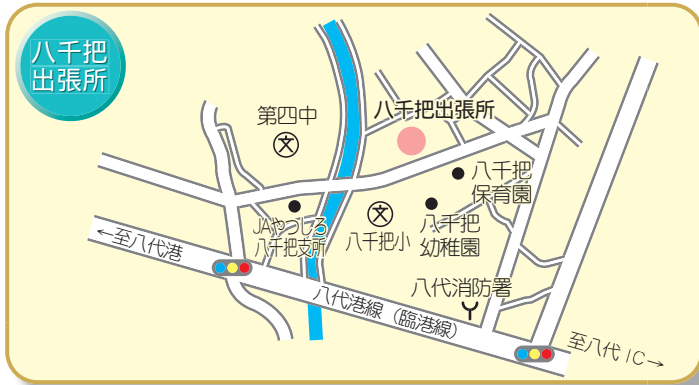 八千把
出張所
第四中
文
八千把出張所
八千把
保育園
JAやつしろ
八千把支所
文
八千把小
八千把
幼稚園
←至八代港
八代消防署
八代港線（臨港線）
至八代IC→